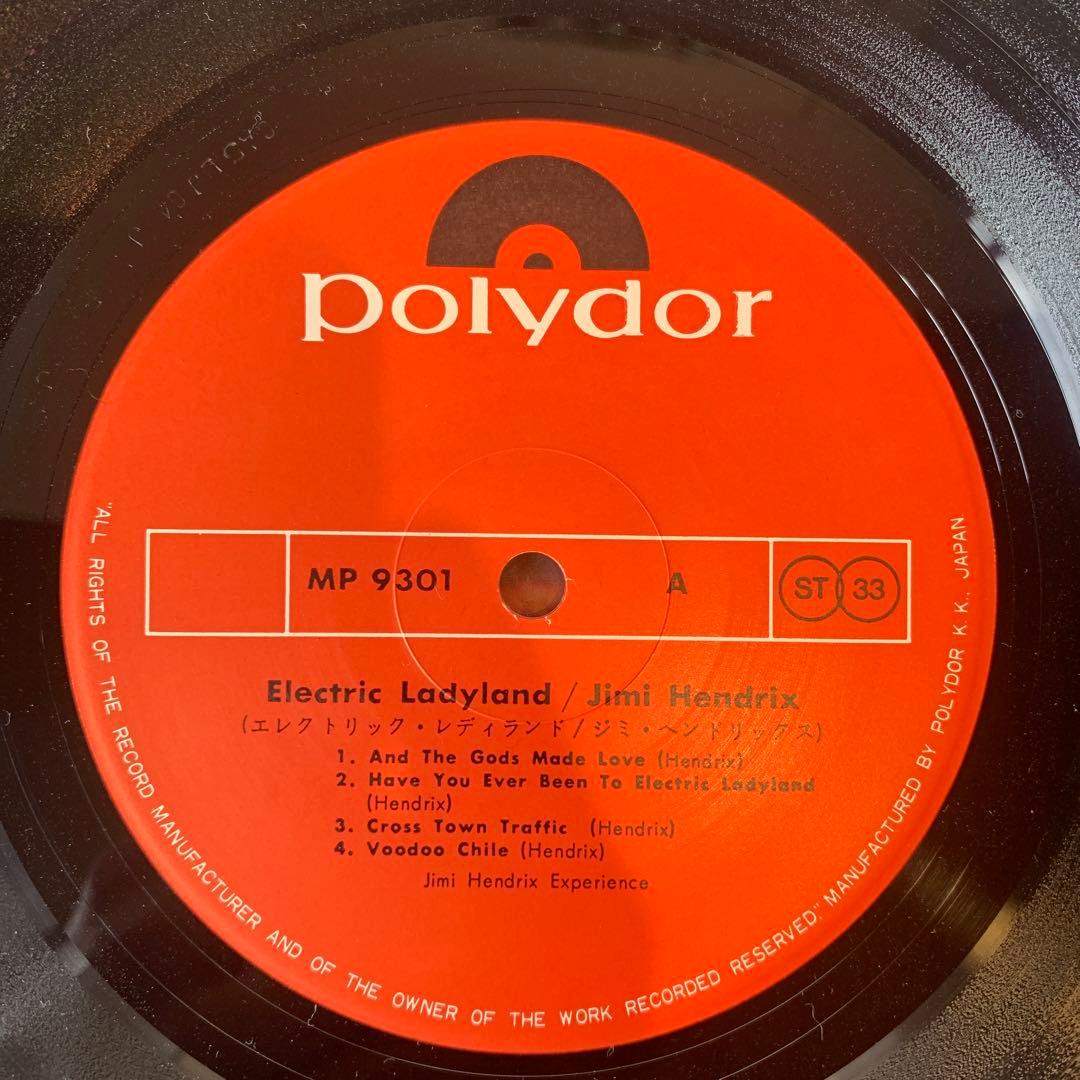 polydor
MP 9301 A ST 33
Electric Ladyland / Jimi Hendrix
(エレクトリック・レディランド/ジミ・ヘンドリックス)
1. And The Gods Made Love (Hendrix)
2. Have You Ever Been To Electric Ladyland
(Hendrix)
3. Cross Town Traffic (Hendrix)
4. Voodoo Chile (Hendrix)
Jimi Hendrix Experience
"ALL RIGHTS OF THE RECORD MANUFACTURER AND OF THE OWNER OF THE WORK RECORDED RESERVED." MANUFACTURED BY POLYDOR K. K., JAPAN.